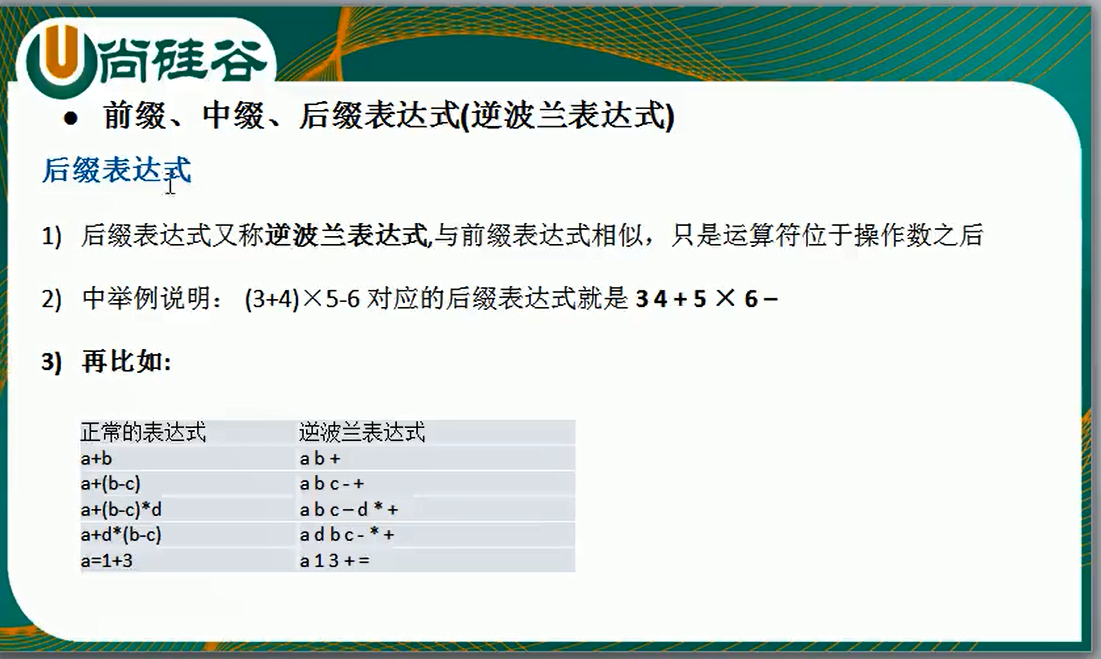 尚硅谷
● 前缀、中缀、后缀表达式(逆波兰表达式)
后缀表达式
1) 后缀表达式又称逆波兰表达式,与前缀表达式相似，只是运算符位于操作数之后
2) 中举例说明： (3+4)×5-6 对应的后缀表达式就是 3 4 + 5 × 6 –
3) 再比如:
正常的表达式 逆波兰表达式
a+b a b +
a+(b-c) a b c - +
a+(b-c)*d a b c – d * +
a+d*(b-c) a d b c - * +
a=1+3 a 1 3 + =